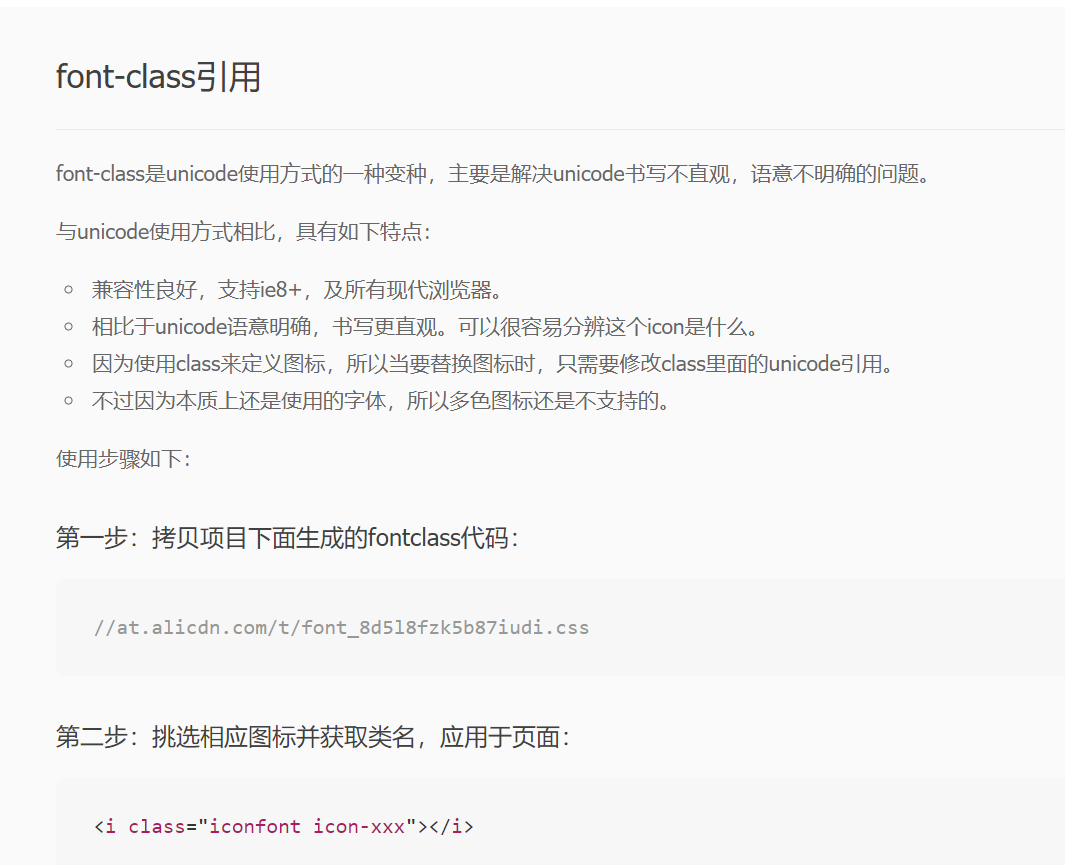 font-class引用
font-class是unicode使用方式的一种变种，主要是解决unicode书写不直观，语意不明确的问题。
与unicode使用方式相比，具有如下特点：
兼容性良好，支持ie8+，及所有现代浏览器。
相比于unicode语意明确，书写更直观。可以很容易分辨这个icon是什么。
因为使用class来定义图标，所以当要替换图标时，只需要修改class里面的unicode引用。
不过因为本质上还是使用的字体，所以多色图标还是不支持的。
使用步骤如下：
第一步：拷贝项目下面生成的fontclass代码：
//at.alicdn.com/t/font_8d5l8fzk5b87iudi.css
第二步：挑选相应图标并获取类名，应用于页面：
<i class="iconfont icon-xxx"></i>